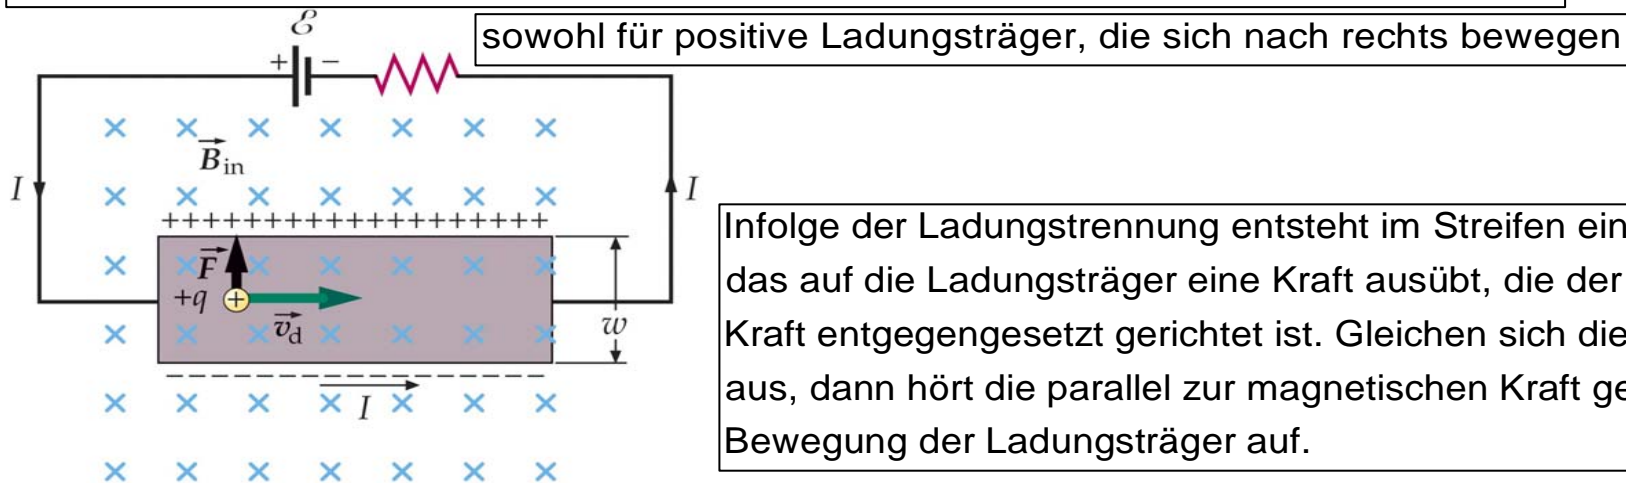 sowohl für positive Ladungsträger, die sich nach rechts bewegen
ℰ
+ −
B⃗in
I I
+++++++++++++++++++
F⃗
+q +
v⃗d
w
−−−−−−−−−−−−−−−−−−−
I
Infolge der Ladungstrennung entsteht im Streifen ein
das auf die Ladungsträger eine Kraft ausübt, die der
Kraft entgegengesetzt gerichtet ist. Gleichen sich die
aus, dann hört die parallel zur magnetischen Kraft ge
Bewegung der Ladungsträger auf.